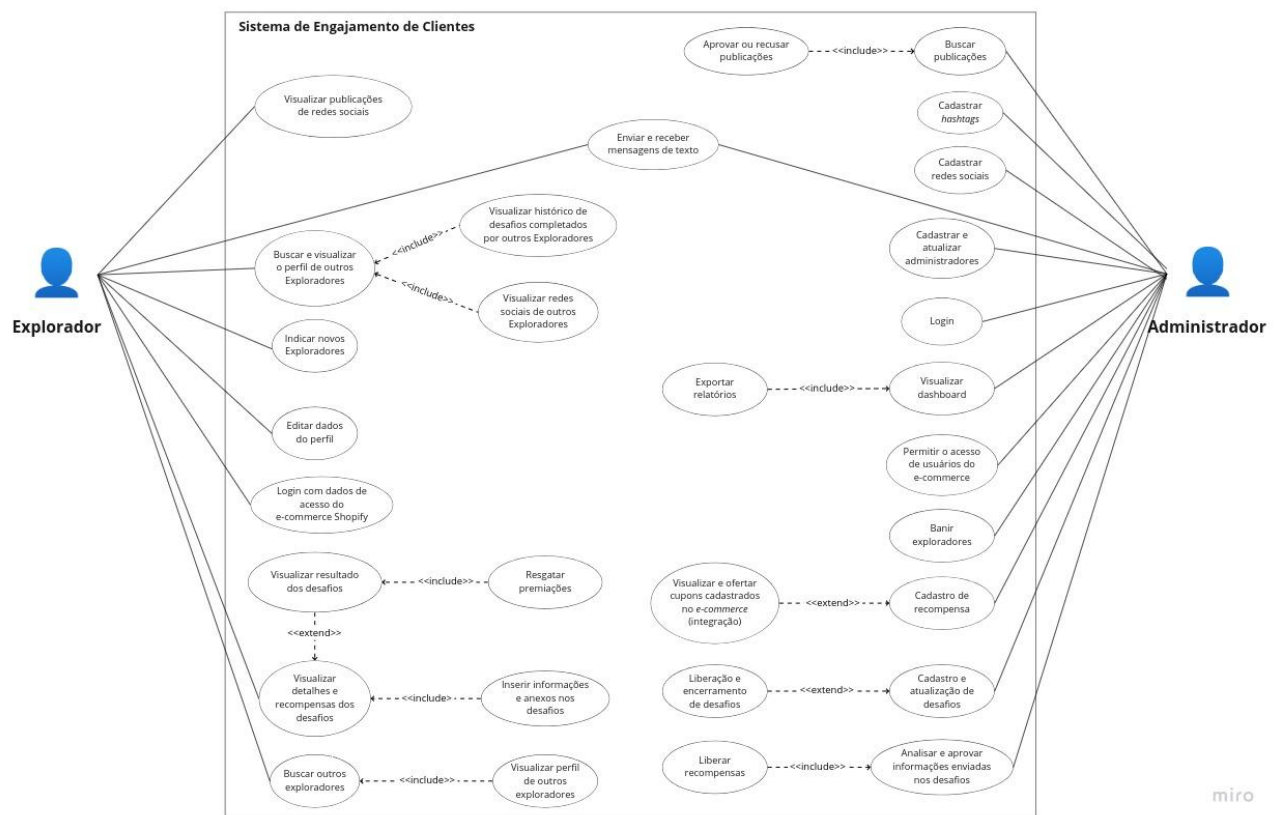 Sistema de Engajamento de Clientes
Aprovar ou recusar
publicações
<<include>>
Buscar
publicações
Visualizar publicações
de redes sociais
Cadastrar
hashtags
Enviar e receber
mensagens de texto
Cadastrar
redes sociais
Visualizar histórico de
desafios completados
por outros Exploradores
<<include>>
Buscar e visualizar
o perfil de outros
Exploradores
<<include>>
Visualizar redes
sociais de outros
Exploradores
Cadastrar e
atualizar
administradores
Explorador
Administrador
Login
Indicar novos
Exploradores
Exportar
relatórios
<<include>>
Visualizar
dashboard
Editar dados
do perfil
Permitir o acesso
de usuários do
e-commerce
Login com dados de
acesso do
e-commerce Shopify
Banir
exploradores
Visualizar resultado
dos desafios
<<include>>
Resgatar
premiações
Visualizar e ofertar
cupons cadastrados
no e-commerce
(integração)
<<extend>>
Cadastro de
recompensa
<<extend>>
Visualizar
detalhes e
recompensas dos
desafios
<<include>
Inserir informações
e anexos nos
desafios
Liberação e
encerramento
de desafios
<<extend>>
Cadastro e
atualização de
desafios
Buscar outros
exploradores
<<include>>
Visualizar perfil
de outros
exploradores
Liberar
recompensas
<<include>>
Analisar e aprovar
informações enviadas
nos desafios
miro